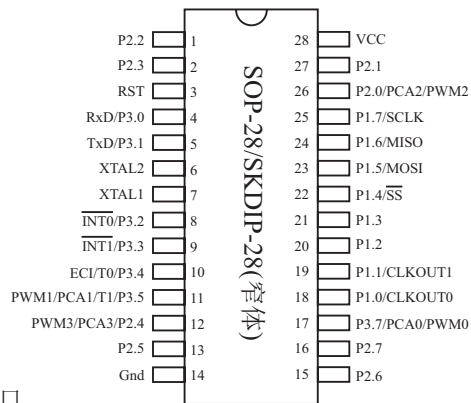 P2.2 1 28 VCC
P2.3 2 27 P2.1
RST 3 26 P2.0/PCA2/PWM2
RxD/P3.0 4 25 P1.7/SCLK
TxD/P3.1 5 24 P1.6/MISO
XTAL2 6 23 P1.5/MOSI
XTAL1 7 22 P1.4/SS
INT0/P3.2 8 21 P1.3
INT1/P3.3 9 20 P1.2
ECI/T0/P3.4 10 19 P1.1/CLKOUT1
PWM1/PCA1/T1/P3.5 11 18 P1.0/CLKOUT0
PWM3/PCA3/P2.4 12 17 P3.7/PCA0/PWM0
P2.5 13 16 P2.7
Gnd 14 15 P2.6
SOP-28/SKDIP-28(窄体)